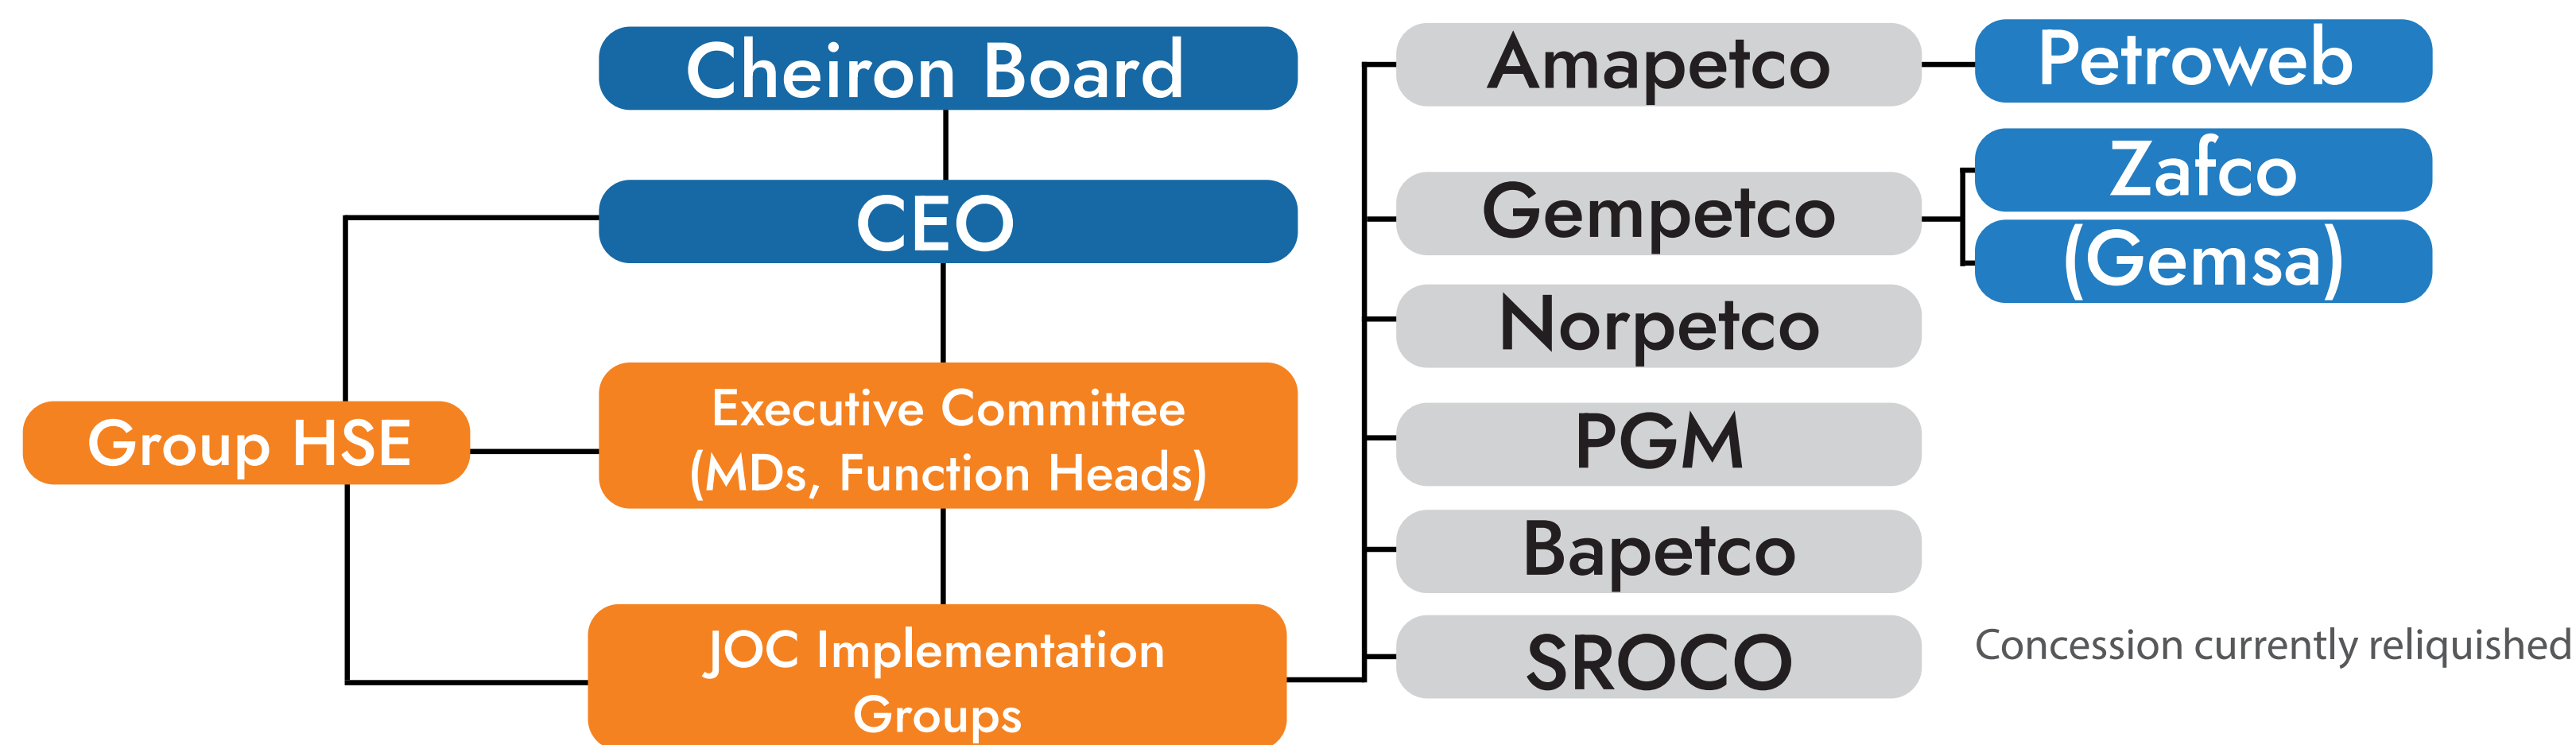 Cheiron Board
CEO
Group HSE
Executive Committee
(MDs, Function Heads)
JOC Implementation
Groups
Amapetco
Petroweb
Gempetco
Zafco
(Gemsa)
Norpetco
PGM
Bapetco
SROCO
Concession currently reliquished